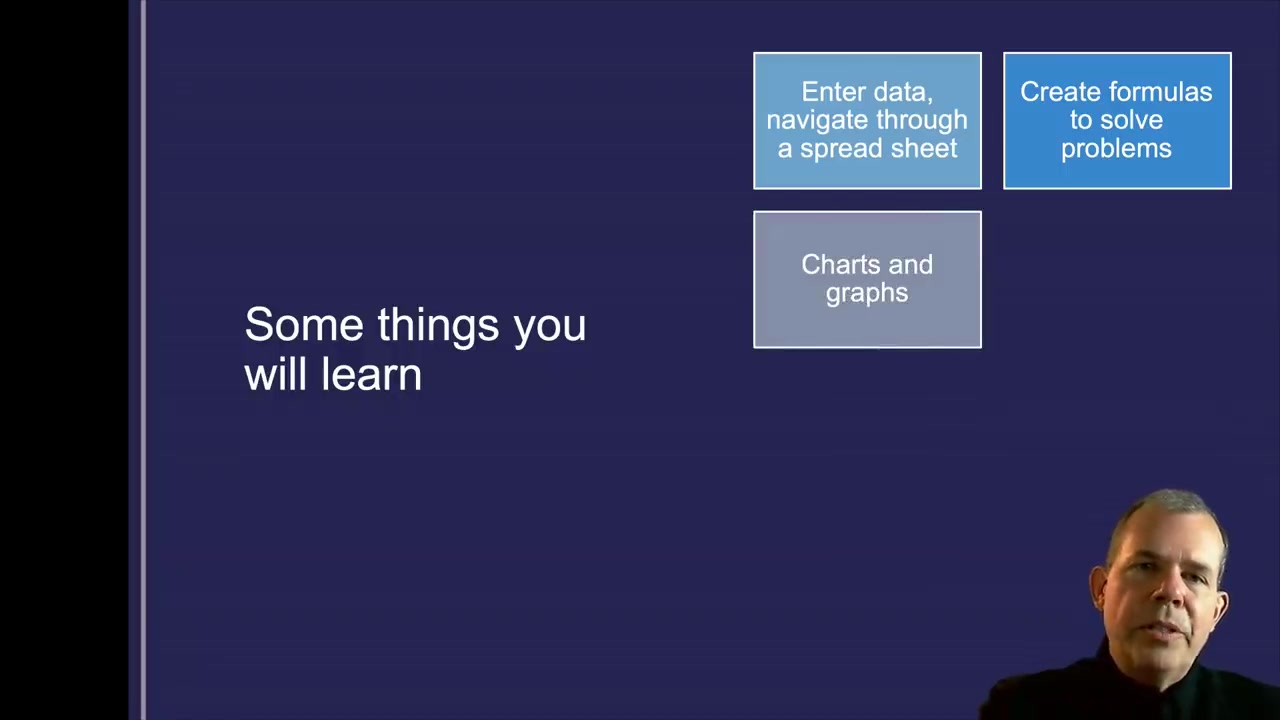 Some things you
will learn
Enter data,
navigate through
a spread sheet
Create formulas
to solve
problems
Charts and
graphs